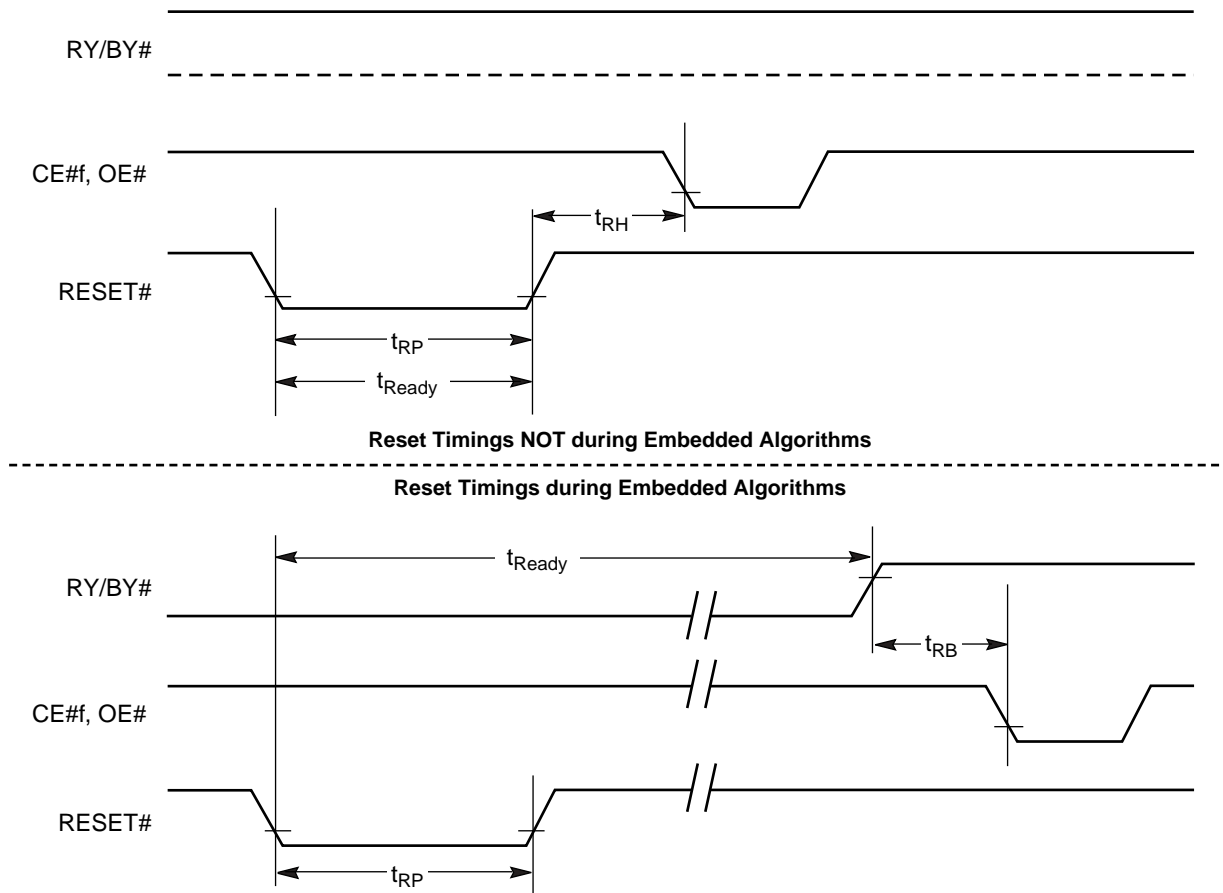 RY/BY#
CE#f, OE#
tRH
RESET#
tRP
tReady
Reset Timings NOT during Embedded Algorithms
Reset Timings during Embedded Algorithms
tReady
RY/BY#
tRB
CE#f, OE#
RESET#
tRP